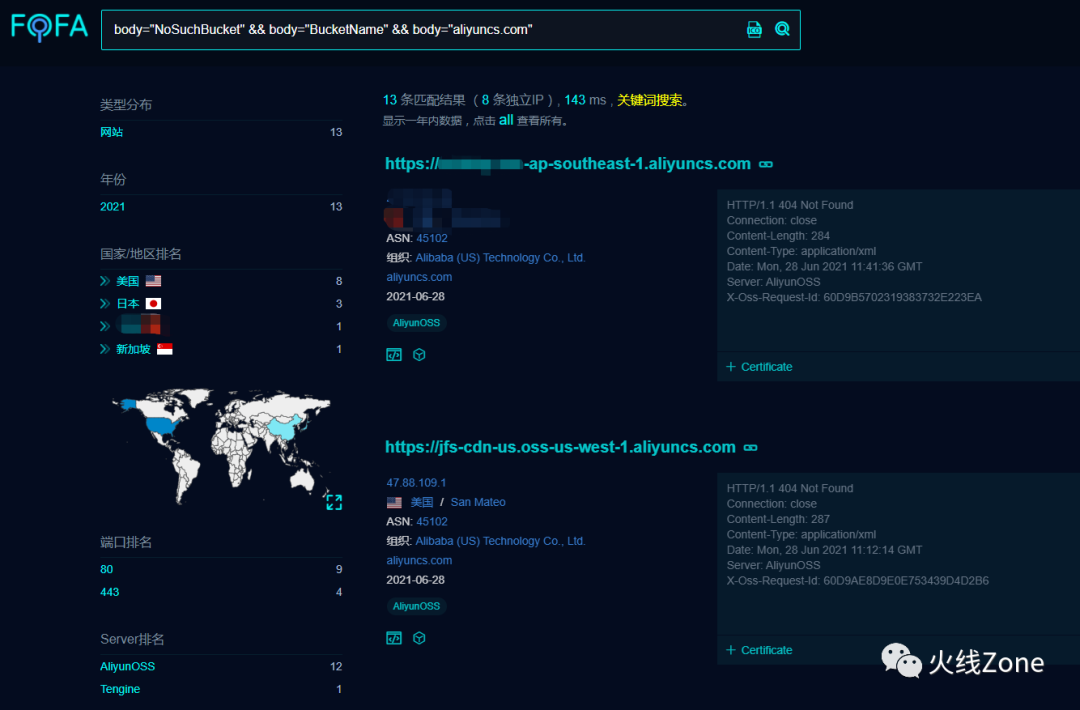 FOFA
body="NoSuchBucket" && body="BucketName" && body="aliyuncs.com"
类型分布
网站 13
年份
2021 13
国家/地区排名
美国 8
日本 3
1
新加坡 1
端口排名
80 9
443 4
Server排名
AliyunOSS 12
Tengine 1
13 条匹配结果 ( 8 条独立IP ) , 143 ms , 关键词搜索。
显示一年内数据，点击 all 查看所有。
https://-ap-southeast-1.aliyuncs.com
ASN: 45102
组织: Alibaba (US) Technology Co., Ltd.
aliyuncs.com
2021-06-28
AliyunOSS
HTTP/1.1 404 Not Found
Connection: close
Content-Length: 284
Content-Type: application/xml
Date: Mon, 28 Jun 2021 11:41:36 GMT
Server: AliyunOSS
X-Oss-Request-Id: 60D9B5702319383732E223EA
+ Certificate
https://jfs-cdn-us.oss-us-west-1.aliyuncs.com
47.88.109.1
美国 / San Mateo
ASN: 45102
组织: Alibaba (US) Technology Co., Ltd.
aliyuncs.com
2021-06-28
AliyunOSS
HTTP/1.1 404 Not Found
Connection: close
Content-Length: 287
Content-Type: application/xml
Date: Mon, 28 Jun 2021 11:12:14 GMT
Server: AliyunOSS
X-Oss-Request-Id: 60D9AE8D9E0E753439D4D2B6
+ Certificate
火线Zone